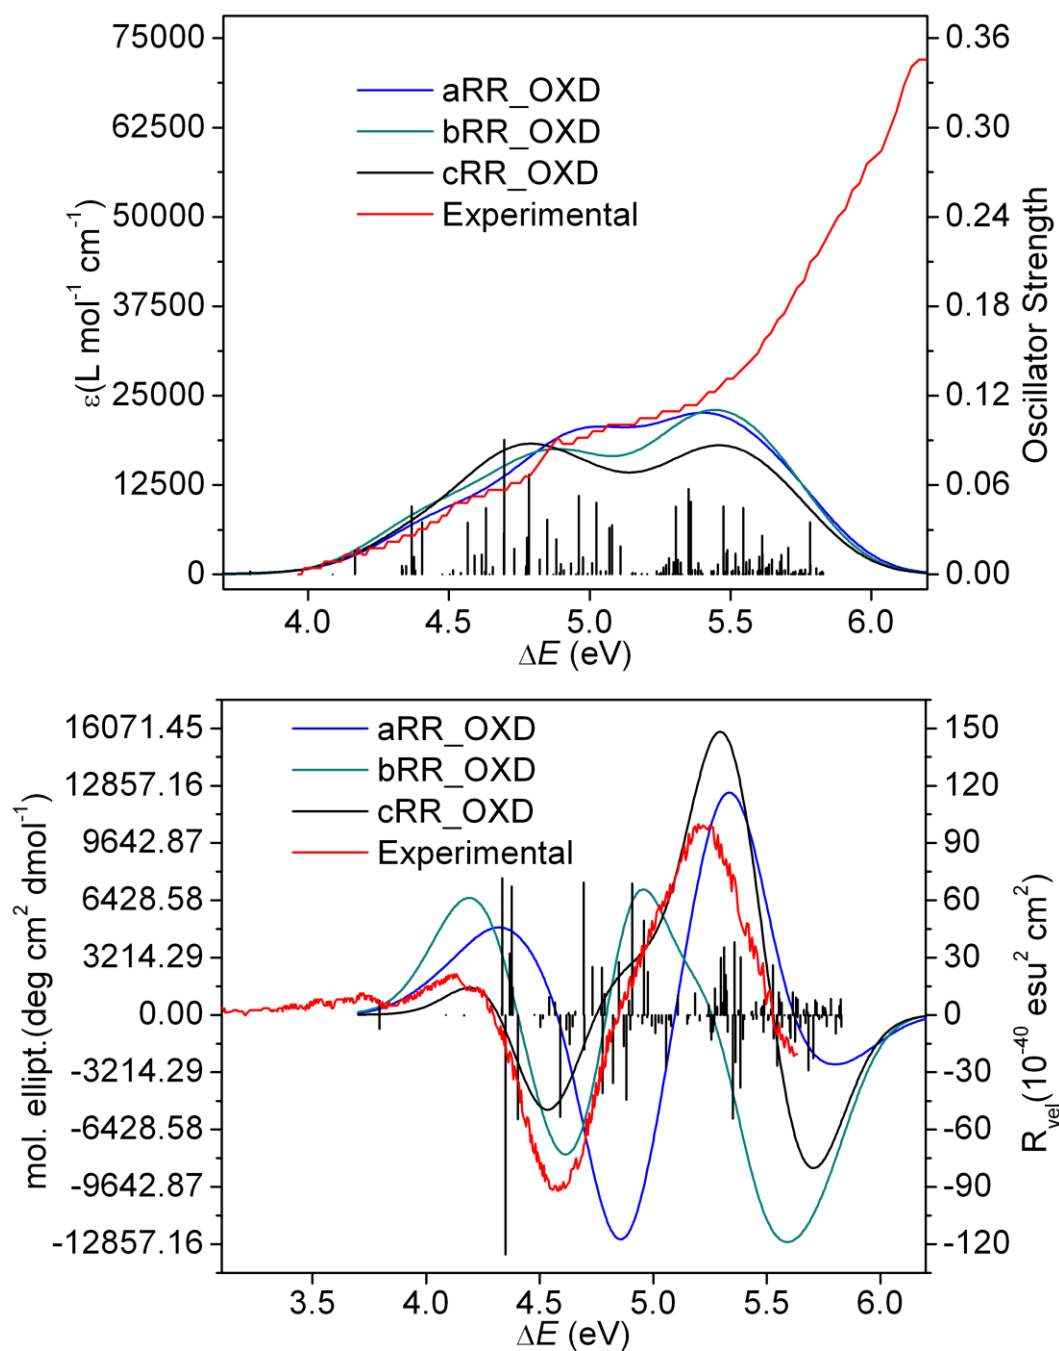 75000
62500
50000
37500
25000
12500
0
ε(L mol⁻¹ cm⁻¹)
aRR_OXD
bRR_OXD
cRR_OXD
Experimental
0.36
0.30
0.24
0.18
0.12
0.06
0.00
Oscillator Strength
4.0 4.5 5.0 5.5 6.0
ΔE (eV)
16071.45
12857.16
9642.87
6428.58
3214.29
0.00
-3214.29
-6428.58
-9642.87
-12857.16
mol. ellipt.(deg cm² dmol⁻¹)
aRR_OXD
bRR_OXD
cRR_OXD
Experimental
150
120
90
60
30
0
-30
-60
-90
-120
R_vel(10⁻⁴⁰ esu² cm²)
3.5 4.0 4.5 5.0 5.5 6.0
ΔE (eV)